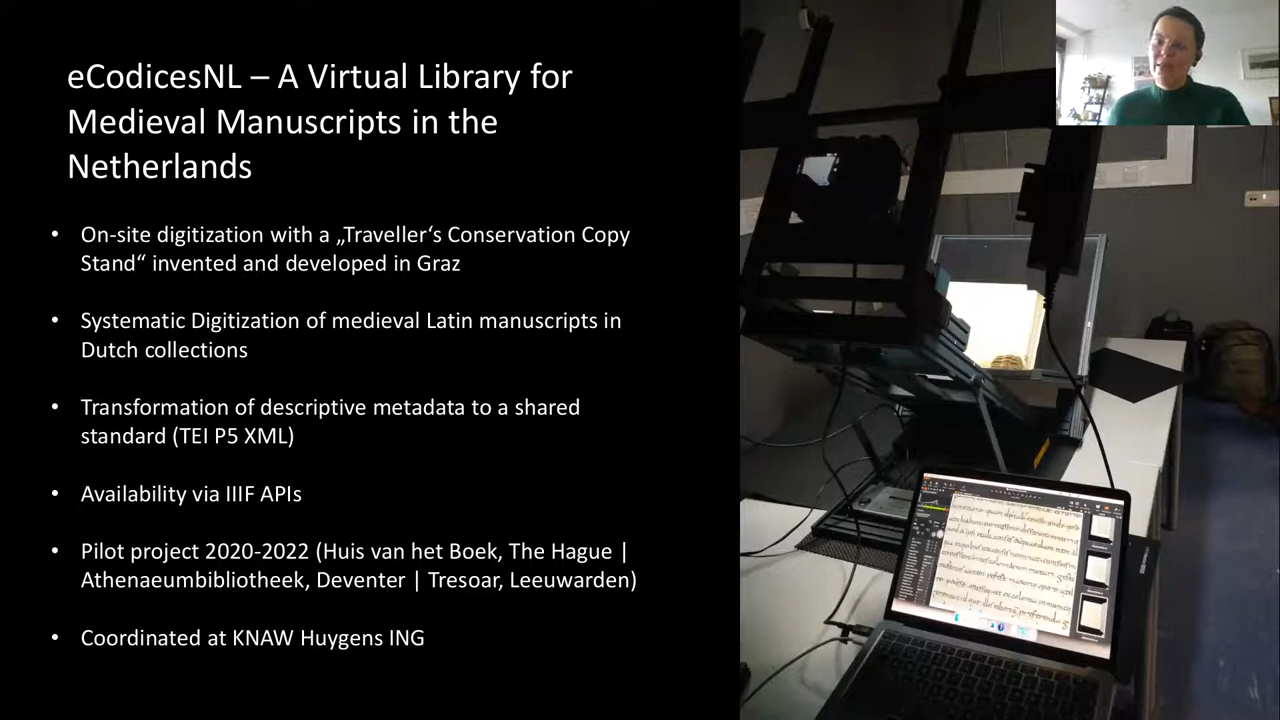 eCodicesNL – A Virtual Library for
Medieval Manuscripts in the
Netherlands
• On-site digitization with a „Traveller‘s Conservation Copy
Stand“ invented and developed in Graz
• Systematic Digitization of medieval Latin manuscripts in
Dutch collections
• Transformation of descriptive metadata to a shared
standard (TEI P5 XML)
• Availability via IIIF APIs
• Pilot project 2020-2022 (Huis van het Boek, The Hague |
Athenaeumbibliotheek, Deventer | Tresoar, Leeuwarden)
• Coordinated at KNAW Huygens ING